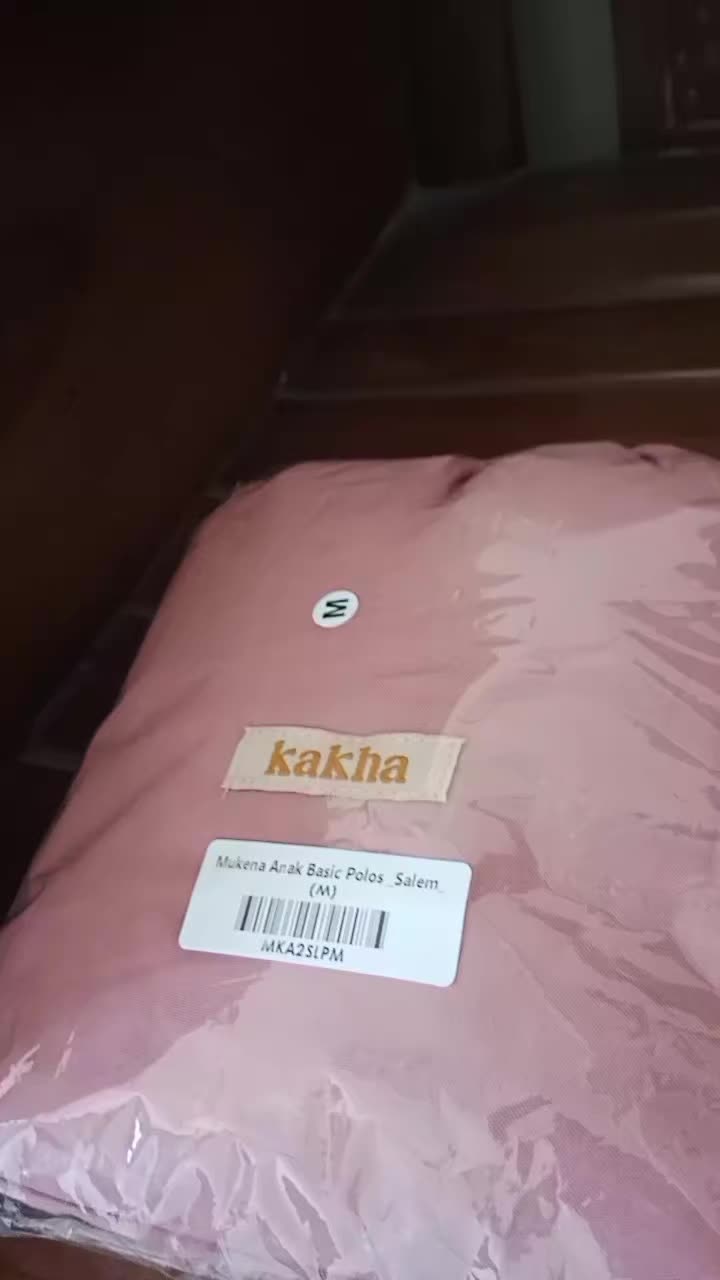 M
kakha
Mukena Anak Basic Polos _Salem_
(M)
MKA2SLPM